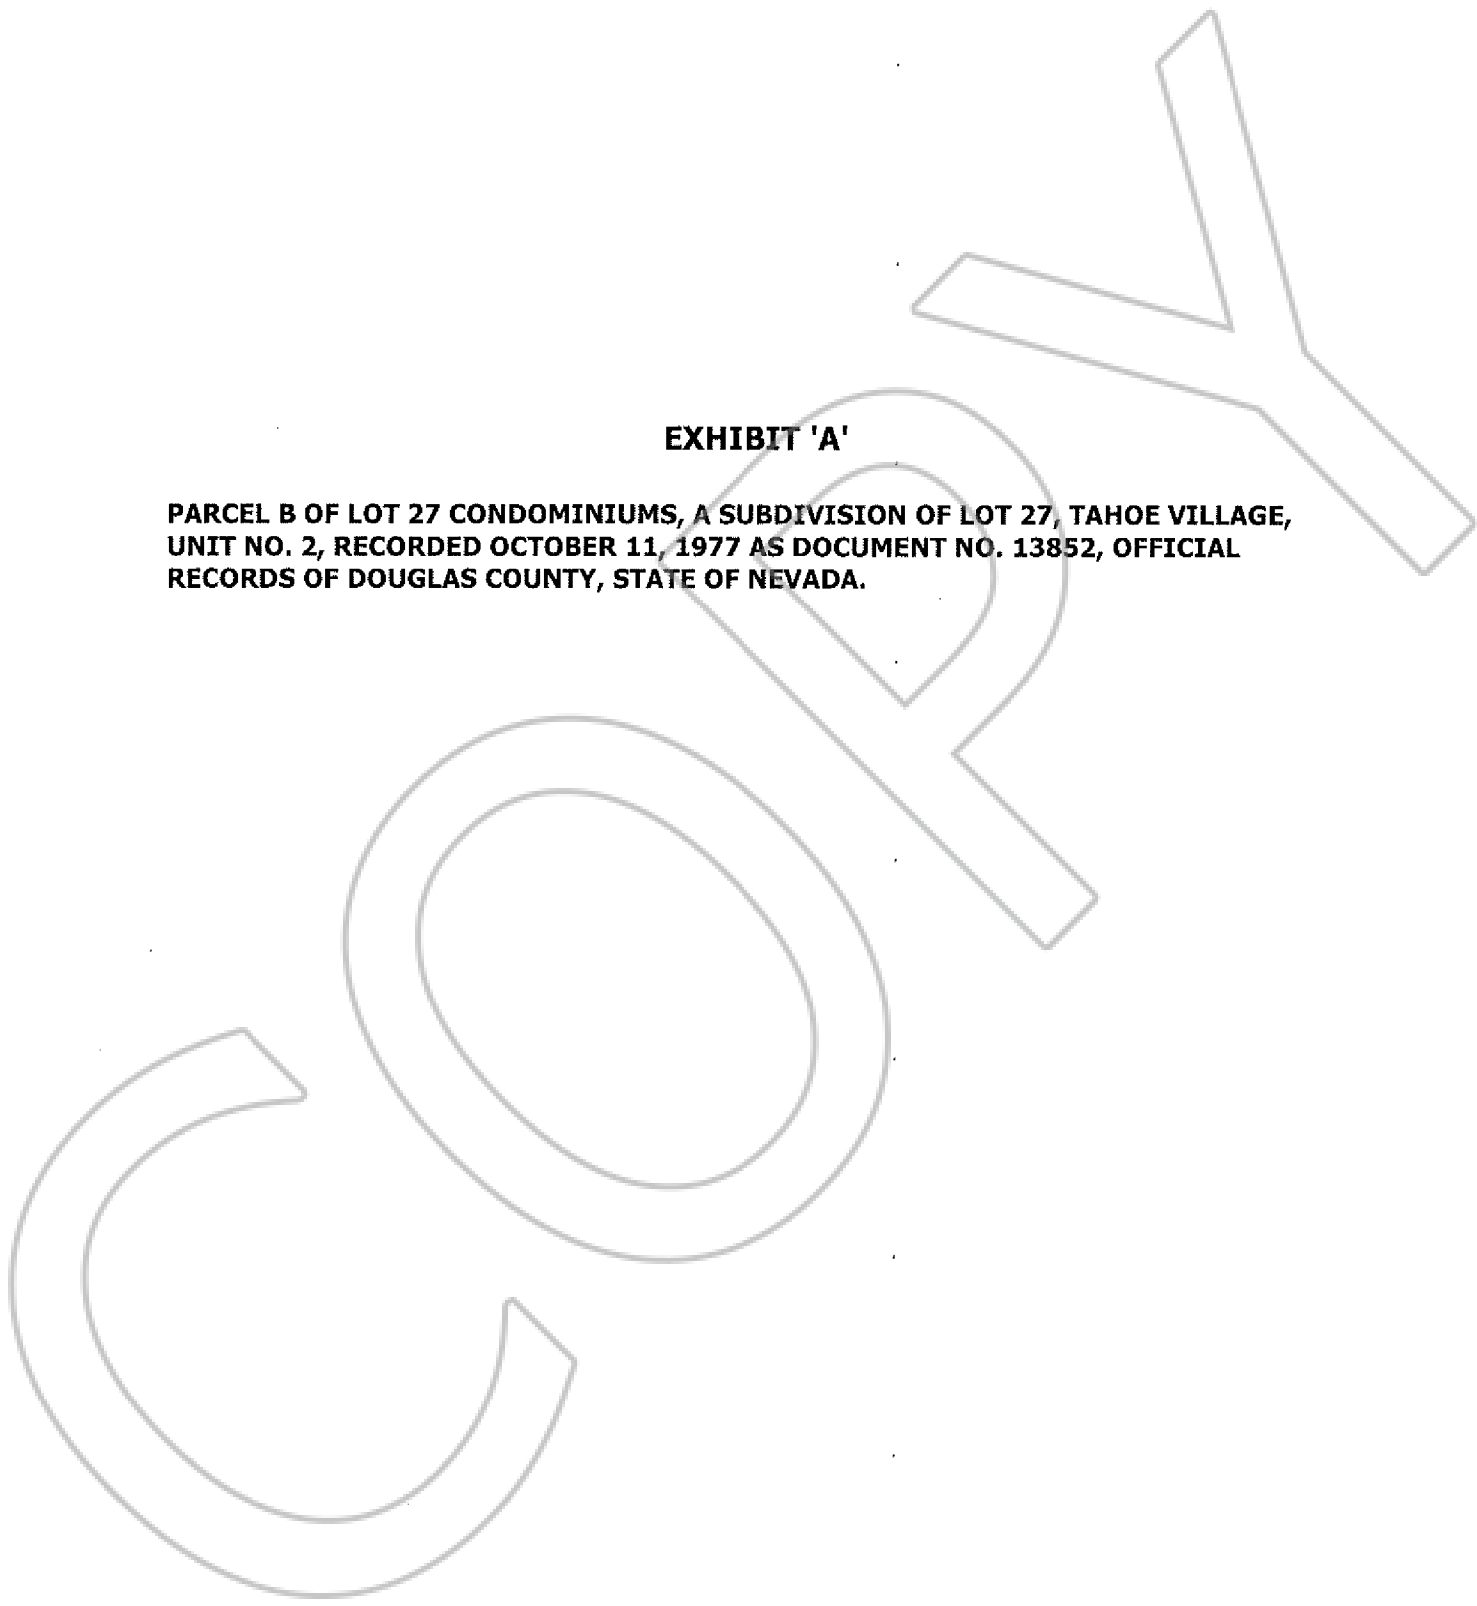 EXHIBIT 'A'
PARCEL B OF LOT 27 CONDOMINIUMS, A SUBDIVISION OF LOT 27, TAHOE VILLAGE,
UNIT NO. 2, RECORDED OCTOBER 11, 1977 AS DOCUMENT NO. 13852, OFFICIAL
RECORDS OF DOUGLAS COUNTY, STATE OF NEVADA.
COPY